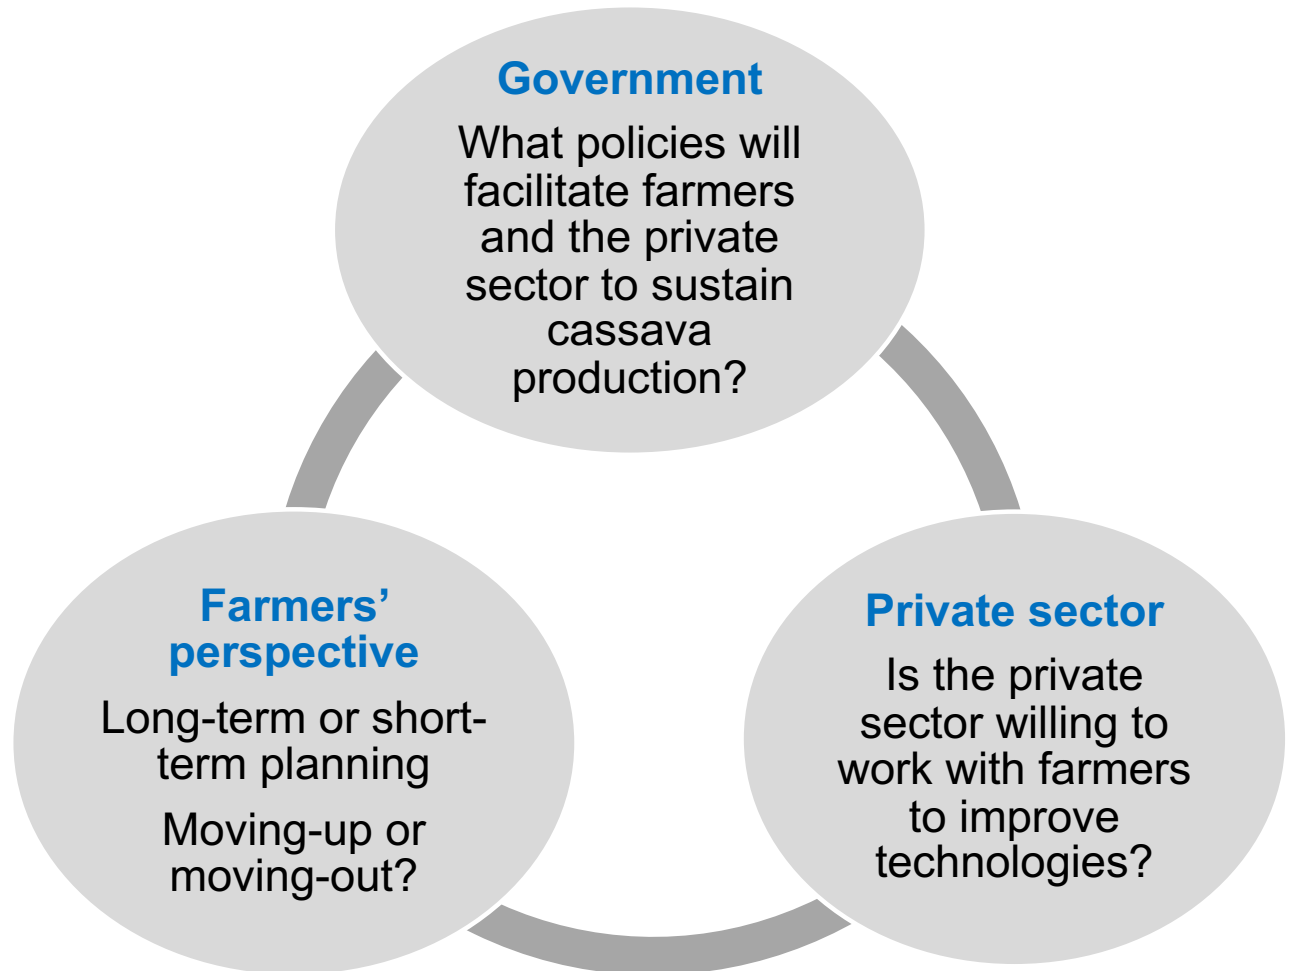 Government
What policies will
facilitate farmers
and the private
sector to sustain
cassava
production?
Farmers’
perspective
Long-term or short-
term planning
Moving-up or
moving-out?
Private sector
Is the private
sector willing to
work with farmers
to improve
technologies?